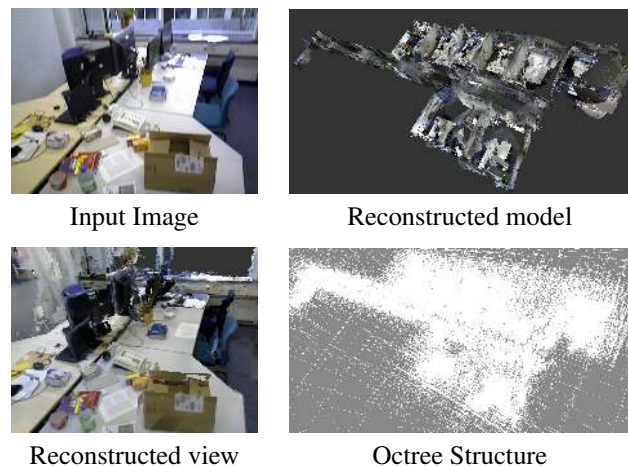 Input Image
Reconstructed model
Reconstructed view
Octree Structure